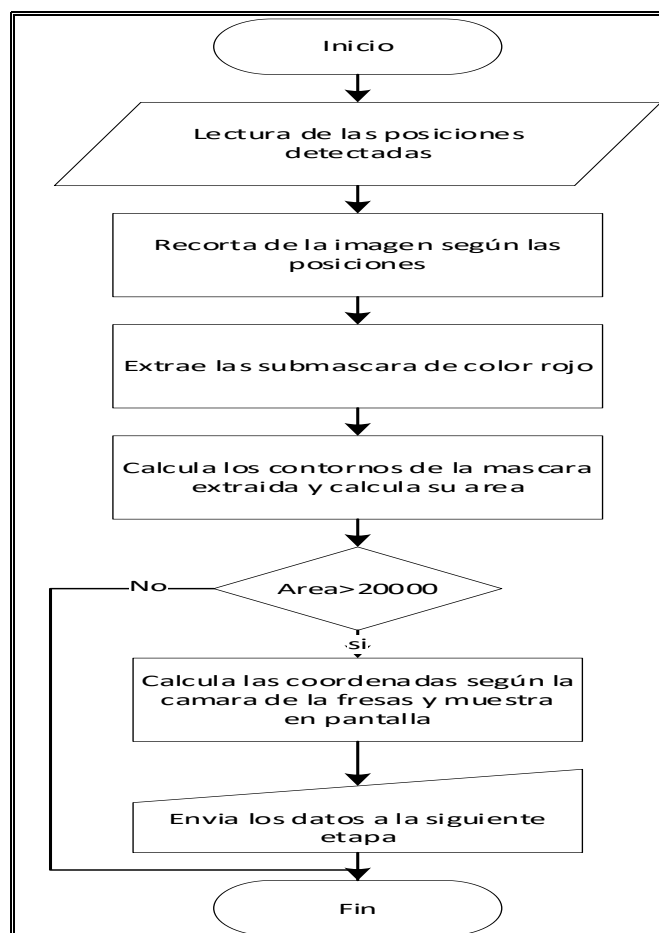 Inicio
Lectura de las posiciones
detectadas
Recorta de la imagen según las
posiciones
Extrae las submascara de color rojo
Calcula los contornos de la mascara
extraida y calcula su area
No
Area>20000
si
Calcula las coordenadas según la
camara de la fresas y muestra
en pantalla
Envia los datos a la siguiente
etapa
Fin